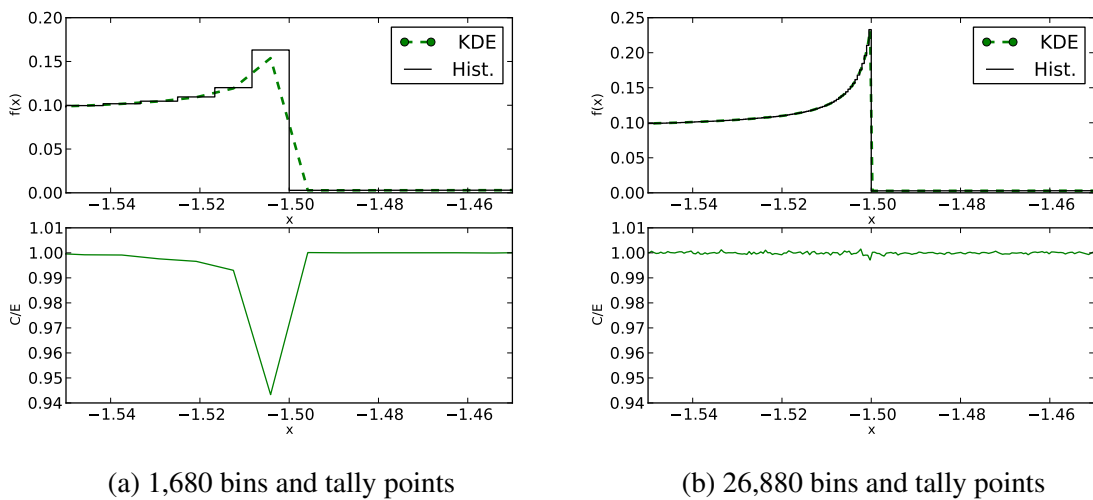 0.20
0.15
0.10
0.05
0.00
f(x)
KDE
Hist.
−1.54 −1.52 −1.50 −1.48 −1.46
x
1.01
1.00
0.99
0.98
0.97
0.96
0.95
0.94
C/E
−1.54 −1.52 −1.50 −1.48 −1.46
x
(a) 1,680 bins and tally points
0.25
0.20
0.15
0.10
0.05
0.00
f(x)
KDE
Hist.
−1.54 −1.52 −1.50 −1.48 −1.46
x
1.01
1.00
0.99
0.98
0.97
0.96
0.95
0.94
C/E
−1.54 −1.52 −1.50 −1.48 −1.46
x
(b) 26,880 bins and tally points